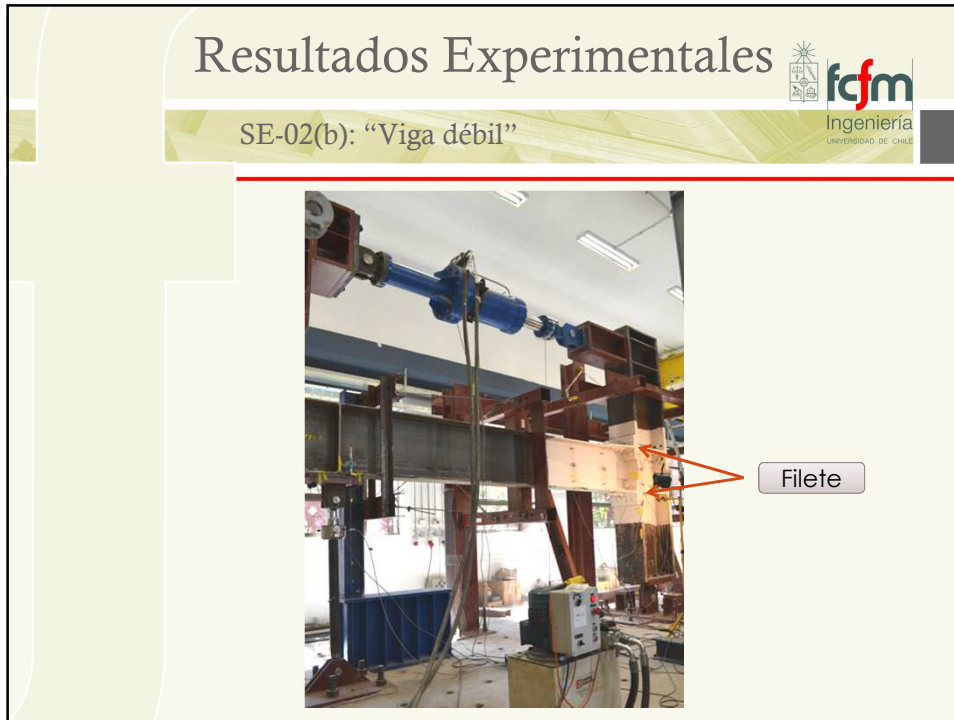 Resultados Experimentales
fcfm
Ingeniería
UNIVERSIDAD DE CHILE
SE-02(b): “Viga débil”
Filete